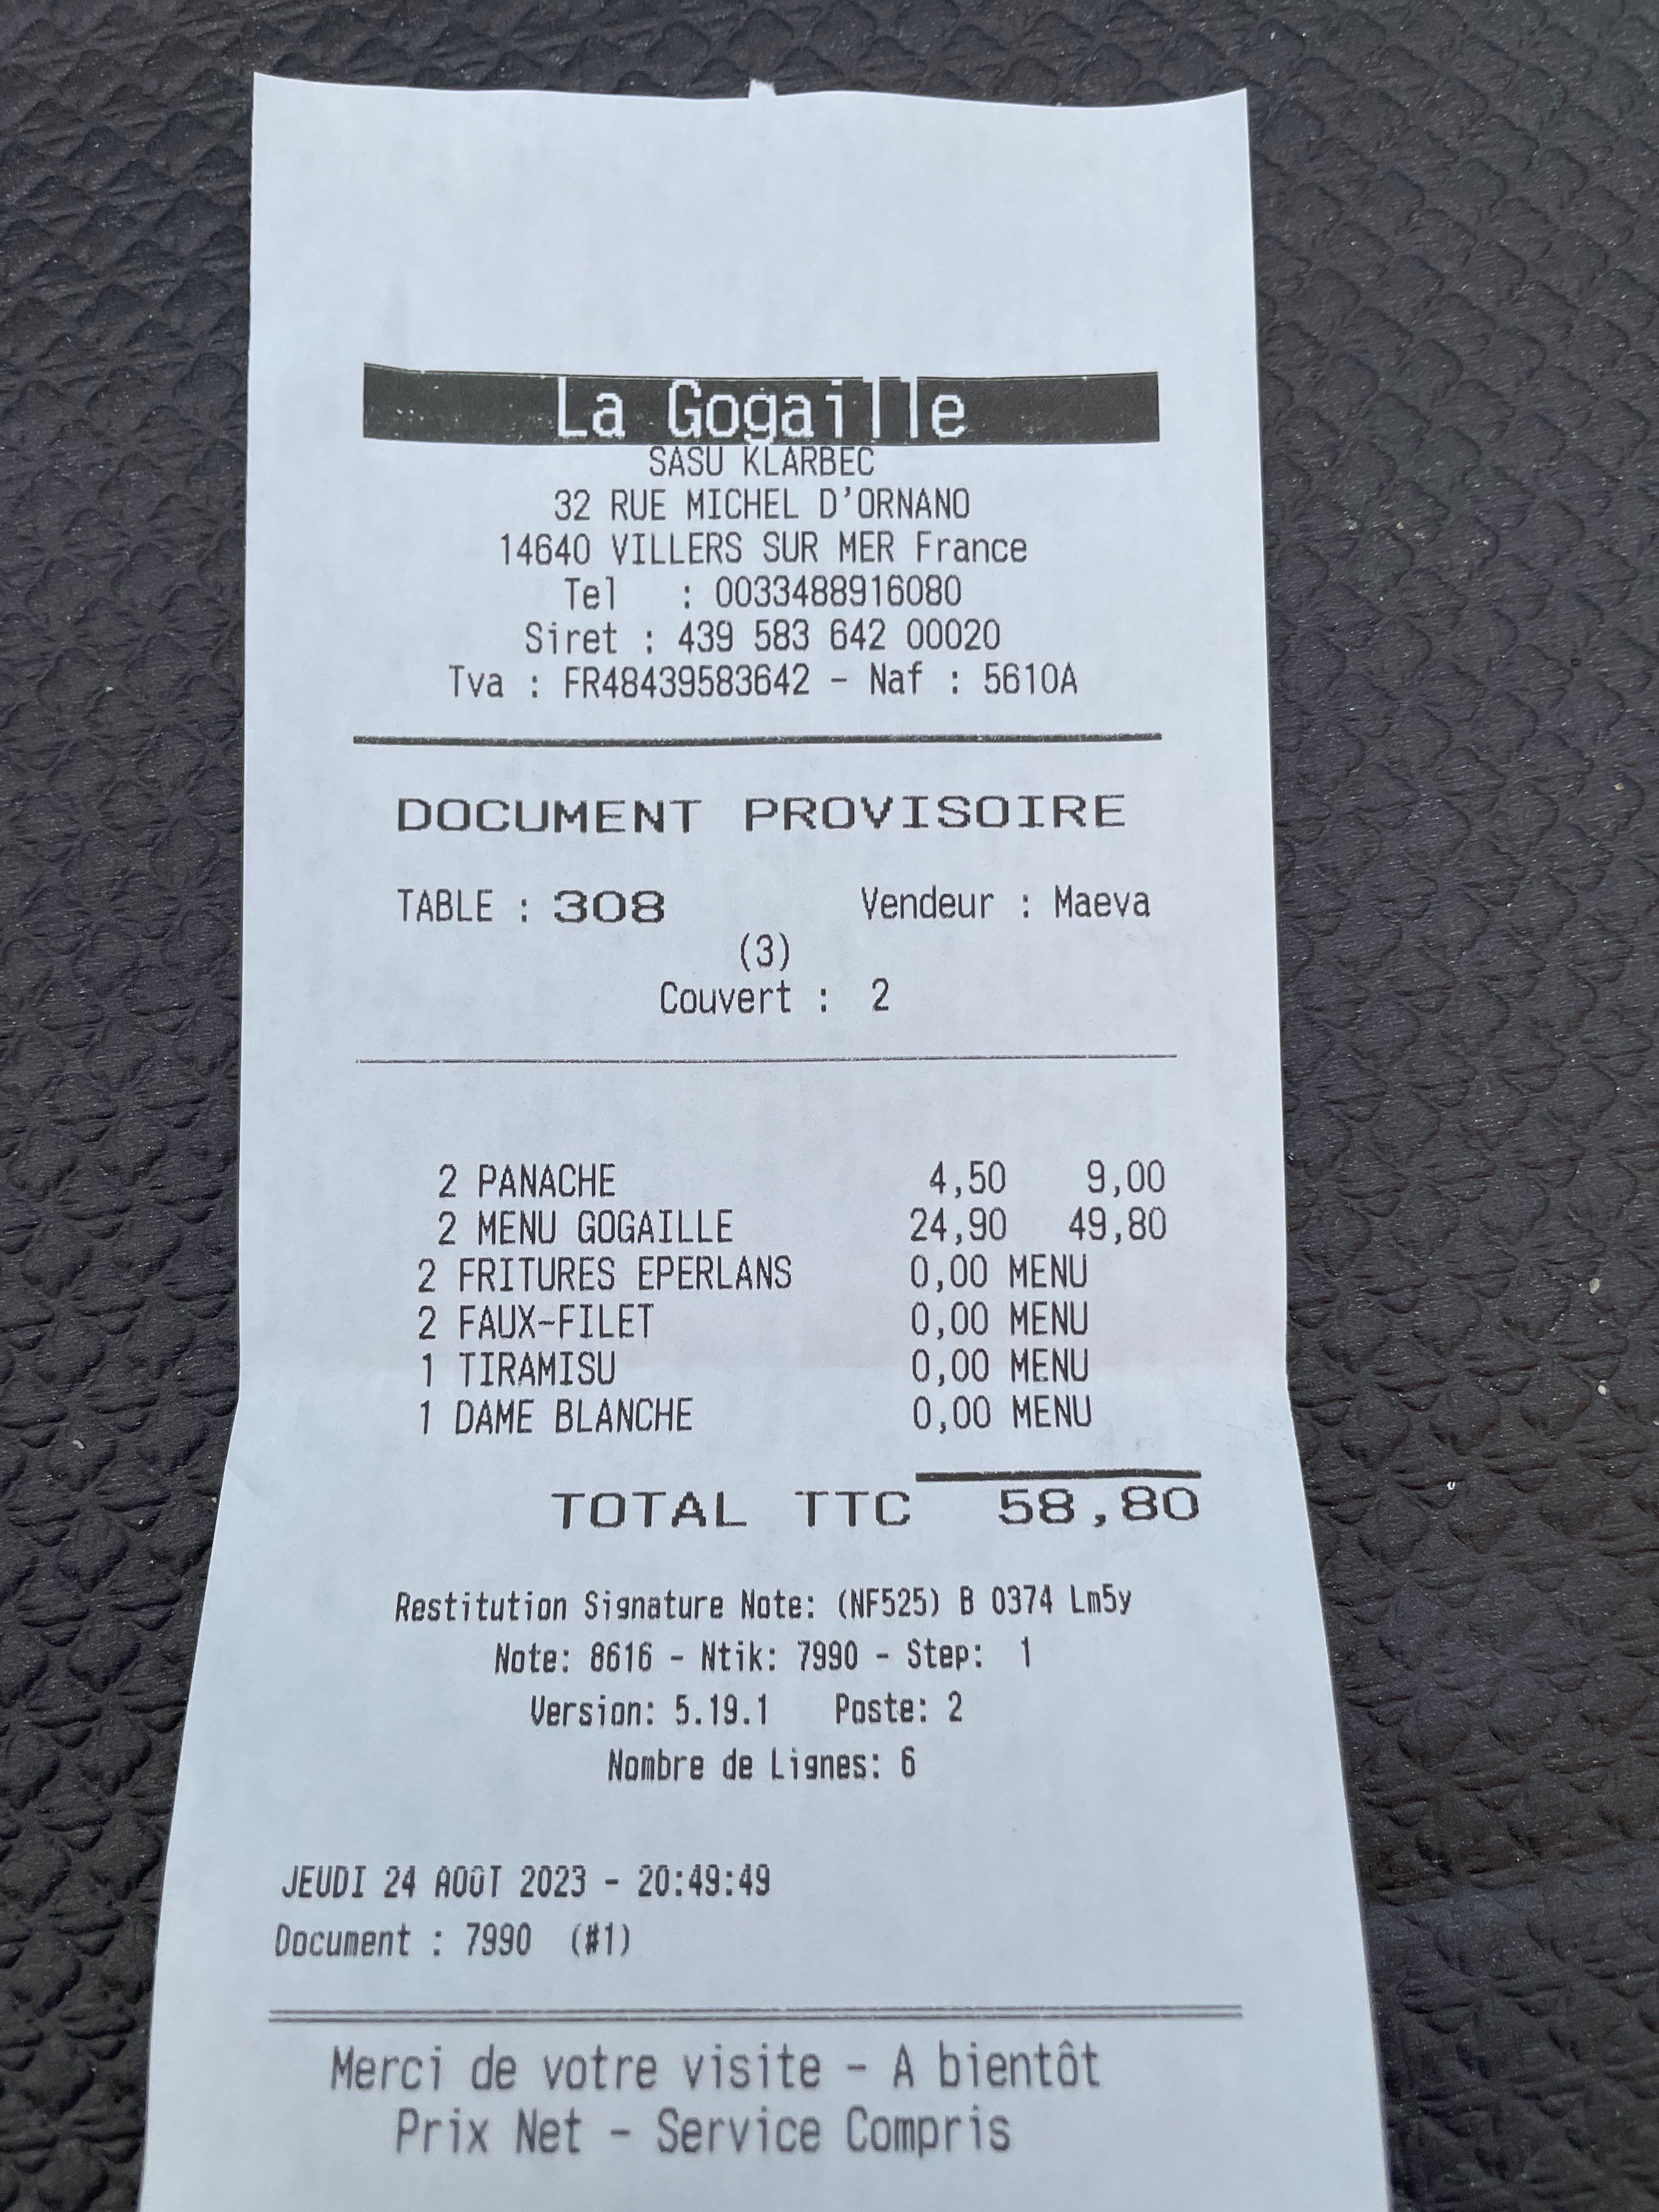 La Gogaille
SASU KLARBEC
32 RUE MICHEL D'ORNANO
14640 VILLERS SUR MER France
Tel : 0033488916080
Siret : 439 583 642 00020
Tva : FR48439583642 - Naf : 5610A
DOCUMENT PROVISOIRE
TABLE : 308 Vendeur : Maeva
(3)
Couvert : 2
2 PANACHE 4,50 9,00
2 MENU GOGAILLE 24,90 49,80
2 FRITURES EPERLANS 0,00 MENU
2 FAUX-FILET 0,00 MENU
1 TIRAMISU 0,00 MENU
1 DAME BLANCHE 0,00 MENU
TOTAL TTC 58,80
Restitution Signature Note: (NF525) B 0374 Lm5y
Note: 8616 - Ntik: 7990 - Step: 1
Version: 5.19.1 Poste: 2
Nombre de Lignes: 6
JEUDI 24 AOÛT 2023 - 20:49:49
Document : 7990 (#1)
Merci de votre visite - A bientôt
Prix Net - Service Compris